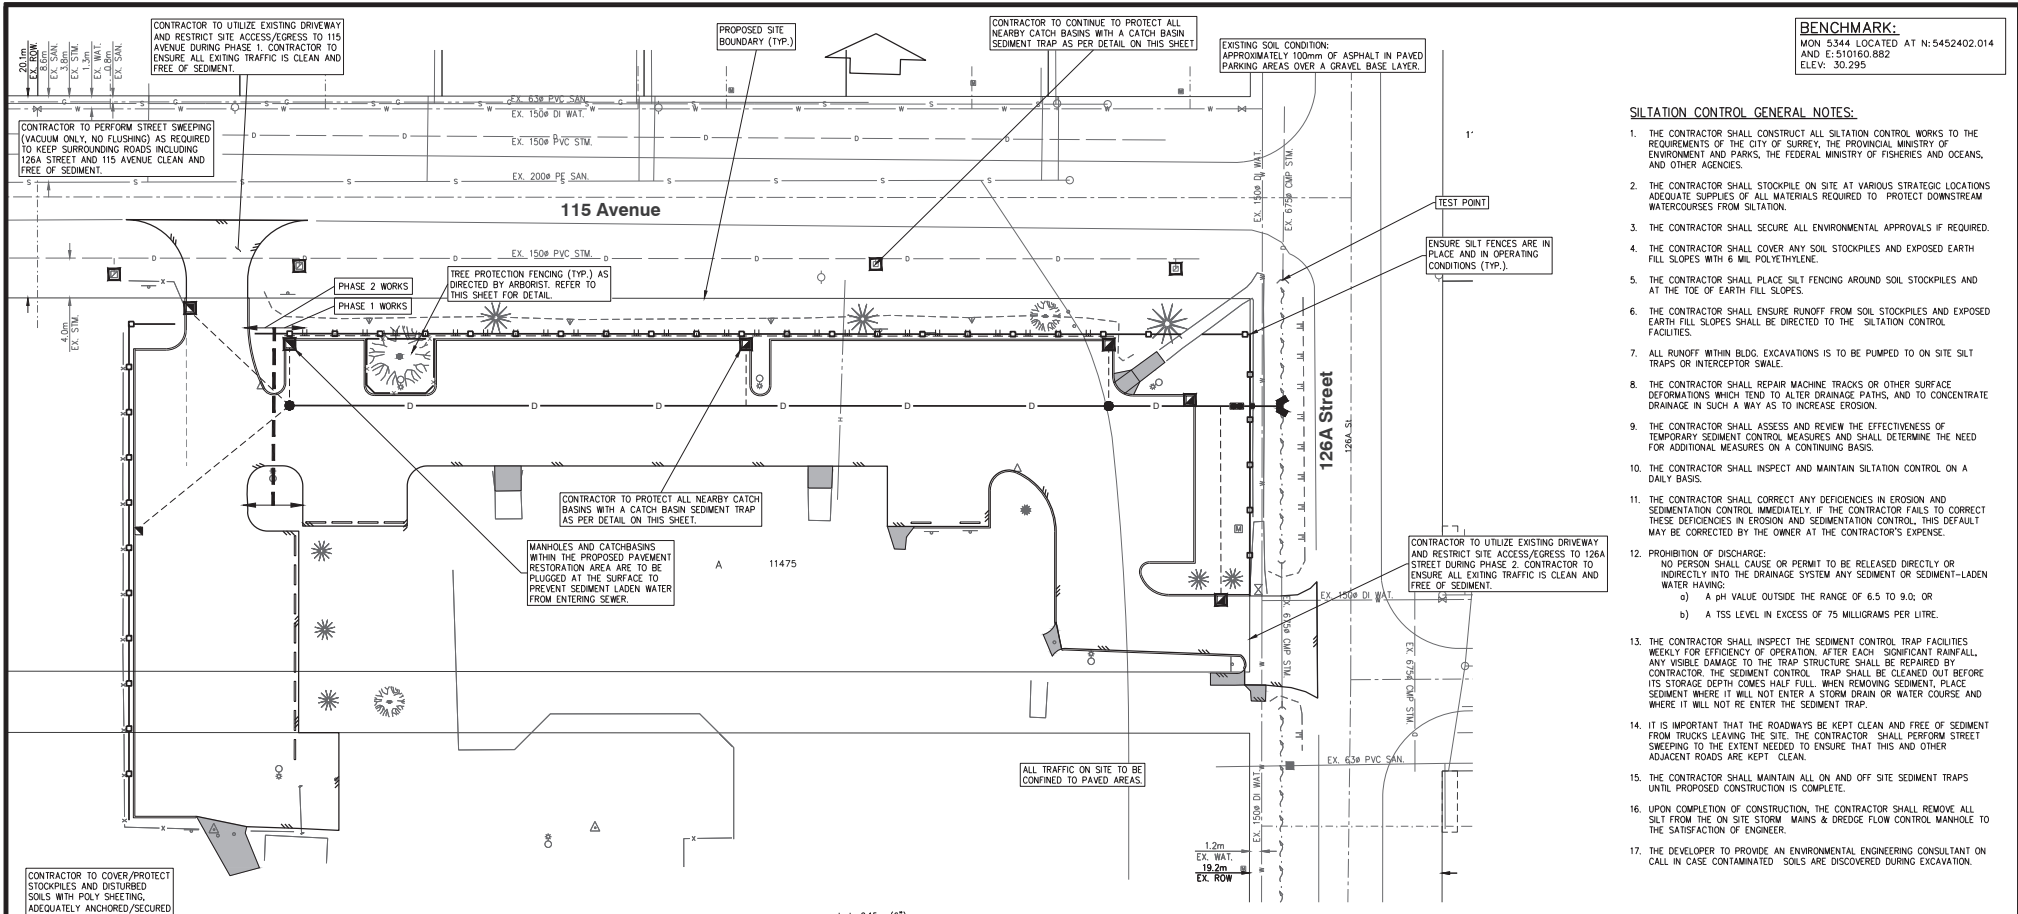 CONTRACTOR TO UTILIZE EXISTING DRIVEWAY
AND RESTRICT SITE ACCESS/EGRESS TO 115
AVENUE DURING PHASE 1. CONTRACTOR TO
ENSURE ALL EXITING TRAFFIC IS CLEAN AND
FREE OF SEDIMENT.
PROPOSED SITE
BOUNDARY (TYP.)
CONTRACTOR TO CONTINUE TO PROTECT ALL
NEARBY CATCH BASINS WITH A CATCH BASIN
SEDIMENT TRAP AS PER DETAIL ON THIS SHEET
EXISTING SOIL CONDITION:
APPROXIMATELY 100mm OF ASPHALT IN PAVED
PARKING AREAS OVER A GRAVEL BASE LAYER.
BENCHMARK:
MON 5344 LOCATED AT N:5452402.014
AND E:510160.882
ELEV: 30.295
20.1m
EX. ROW.
8.6m
EX. SAN.
3.8m
EX. STM.
1.3m
EX. WAT.
0.8m
EX. SAN.
EX. 63ø PVC SAN.
EX. 150ø DI WAT.
EX. 150ø PVC STM.
EX. 200ø PE SAN.
115 Avenue
EX. 150ø PVC STM.
CONTRACTOR TO PERFORM STREET SWEEPING
(VACUUM ONLY, NO FLUSHING) AS REQUIRED
TO KEEP SURROUNDING ROADS INCLUDING
126A STREET AND 115 AVENUE CLEAN AND
FREE OF SEDIMENT.
4.0m
EX. STM.
PHASE 2 WORKS
PHASE 1 WORKS
TREE PROTECTION FENCING (TYP.) AS
DIRECTED BY ARBORIST. REFER TO
THIS SHEET FOR DETAIL.
EX. 150ø DI WAT.
EX. 675ø CMP STM.
11
TEST POINT
ENSURE SILT FENCES ARE IN
PLACE AND IN OPERATING
CONDITIONS (TYP.).
126A Street
126A St.
CONTRACTOR TO PROTECT ALL NEARBY CATCH
BASINS WITH A CATCH BASIN SEDIMENT TRAP
AS PER DETAIL ON THIS SHEET.
MANHOLES AND CATCHBASINS
WITHIN THE PROPOSED PAVEMENT
RESTORATION AREA ARE TO BE
PLUGGED AT THE SURFACE TO
PREVENT SEDIMENT LADEN WATER
FROM ENTERING SEWER.
A 11475
CONTRACTOR TO UTILIZE EXISTING DRIVEWAY
AND RESTRICT SITE ACCESS/EGRESS TO 126A
STREET DURING PHASE 2. CONTRACTOR TO
ENSURE ALL EXITING TRAFFIC IS CLEAN AND
FREE OF SEDIMENT.
EX. 150ø DI WAT.
EX. 675ø CMP STM.
EX. 675ø CMP STM.
EX. 63ø PVC SAN.
EX. 150ø DI WAT.
ALL TRAFFIC ON SITE TO BE
CONFINED TO PAVED AREAS.
1.2m
EX. WAT.
19.2m
EX. ROW
CONTRACTOR TO COVER/PROTECT
STOCKPILES AND DISTURBED
SOILS WITH POLY SHEETING,
ADEQUATELY ANCHORED/SECURED
SILTATION CONTROL GENERAL NOTES:
1. THE CONTRACTOR SHALL CONSTRUCT ALL SILTATION CONTROL WORKS TO THE
REQUIREMENTS OF THE CITY OF SURREY, THE PROVINCIAL MINISTRY OF
ENVIRONMENT AND PARKS, THE FEDERAL MINISTRY OF FISHERIES AND OCEANS,
AND OTHER AGENCIES.
2. THE CONTRACTOR SHALL STOCKPILE ON SITE AT VARIOUS STRATEGIC LOCATIONS
ADEQUATE SUPPLIES OF ALL MATERIALS REQUIRED TO PROTECT DOWNSTREAM
WATERCOURSES FROM SILTATION.
3. THE CONTRACTOR SHALL SECURE ALL ENVIRONMENTAL APPROVALS IF REQUIRED.
4. THE CONTRACTOR SHALL COVER ANY SOIL STOCKPILES AND EXPOSED EARTH
FILL SLOPES WITH 6 MIL POLYETHYLENE.
5. THE CONTRACTOR SHALL PLACE SILT FENCING AROUND SOIL STOCKPILES AND
AT THE TOE OF EARTH FILL SLOPES.
6. THE CONTRACTOR SHALL ENSURE RUNOFF FROM SOIL STOCKPILES AND EXPOSED
EARTH FILL SLOPES SHALL BE DIRECTED TO THE SILTATION CONTROL
FACILITIES.
7. ALL RUNOFF WITHIN BLDG. EXCAVATIONS IS TO BE PUMPED TO ON SITE SILT
TRAPS OR INTERCEPTOR SWALE.
8. THE CONTRACTOR SHALL REPAIR MACHINE TRACKS OR OTHER SURFACE
DEFORMATIONS WHICH TEND TO ALTER DRAINAGE PATHS, AND TO CONCENTRATE
DRAINAGE IN SUCH A WAY AS TO INCREASE EROSION.
9. THE CONTRACTOR SHALL ASSESS AND REVIEW THE EFFECTIVENESS OF
TEMPORARY SEDIMENT CONTROL MEASURES AND SHALL DETERMINE THE NEED
FOR ADDITIONAL MEASURES ON A CONTINUING BASIS.
10. THE CONTRACTOR SHALL INSPECT AND MAINTAIN SILTATION CONTROL ON A
DAILY BASIS.
11. THE CONTRACTOR SHALL CORRECT ANY DEFICIENCIES IN EROSION AND
SEDIMENTATION CONTROL IMMEDIATELY. IF THE CONTRACTOR FAILS TO CORRECT
THESE DEFICIENCIES IN EROSION AND SEDIMENTATION CONTROL, THIS DEFAULT
MAY BE CORRECTED BY THE OWNER AT THE CONTRACTOR'S EXPENSE.
12. PROHIBITION OF DISCHARGE:
NO PERSON SHALL CAUSE OR PERMIT TO BE RELEASED DIRECTLY OR
INDIRECTLY INTO THE DRAINAGE SYSTEM ANY SEDIMENT OR SEDIMENT-LADEN
WATER HAVING:
a) A pH VALUE OUTSIDE THE RANGE OF 6.5 TO 9.0; OR
b) A TSS LEVEL IN EXCESS OF 75 MILLIGRAMS PER LITRE.
13. THE CONTRACTOR SHALL INSPECT THE SEDIMENT CONTROL TRAP FACILITIES
WEEKLY FOR EFFICIENCY OF OPERATION. AFTER EACH SIGNIFICANT RAINFALL,
ANY VISIBLE DAMAGE TO THE TRAP STRUCTURE SHALL BE REPAIRED BY
CONTRACTOR. THE SEDIMENT CONTROL TRAP SHALL BE CLEANED OUT BEFORE
ITS STORAGE DEPTH COMES HALF FULL. WHEN REMOVING SEDIMENT, PLACE
SEDIMENT WHERE IT WILL NOT ENTER A STORM DRAIN OR WATER COURSE AND
WHERE IT WILL NOT RE ENTER THE SEDIMENT TRAP.
14. IT IS IMPORTANT THAT THE ROADWAYS BE KEPT CLEAN AND FREE OF SEDIMENT
FROM TRUCKS LEAVING THE SITE. THE CONTRACTOR SHALL PERFORM STREET
SWEEPING TO THE EXTENT NEEDED TO ENSURE THAT THIS AND OTHER
ADJACENT ROADS ARE KEPT CLEAN.
15. THE CONTRACTOR SHALL MAINTAIN ALL ON AND OFF SITE SEDIMENT TRAPS
UNTIL PROPOSED CONSTRUCTION IS COMPLETE.
16. UPON COMPLETION OF CONSTRUCTION, THE CONTRACTOR SHALL REMOVE ALL
SILT FROM THE ON SITE STORM MAINS & DREDGE FLOW CONTROL MANHOLE TO
THE SATISFACTION OF ENGINEER.
17. THE DEVELOPER TO PROVIDE AN ENVIRONMENTAL ENGINEERING CONSULTANT ON
CALL IN CASE CONTAMINATED SOILS ARE DISCOVERED DURING EXCAVATION.